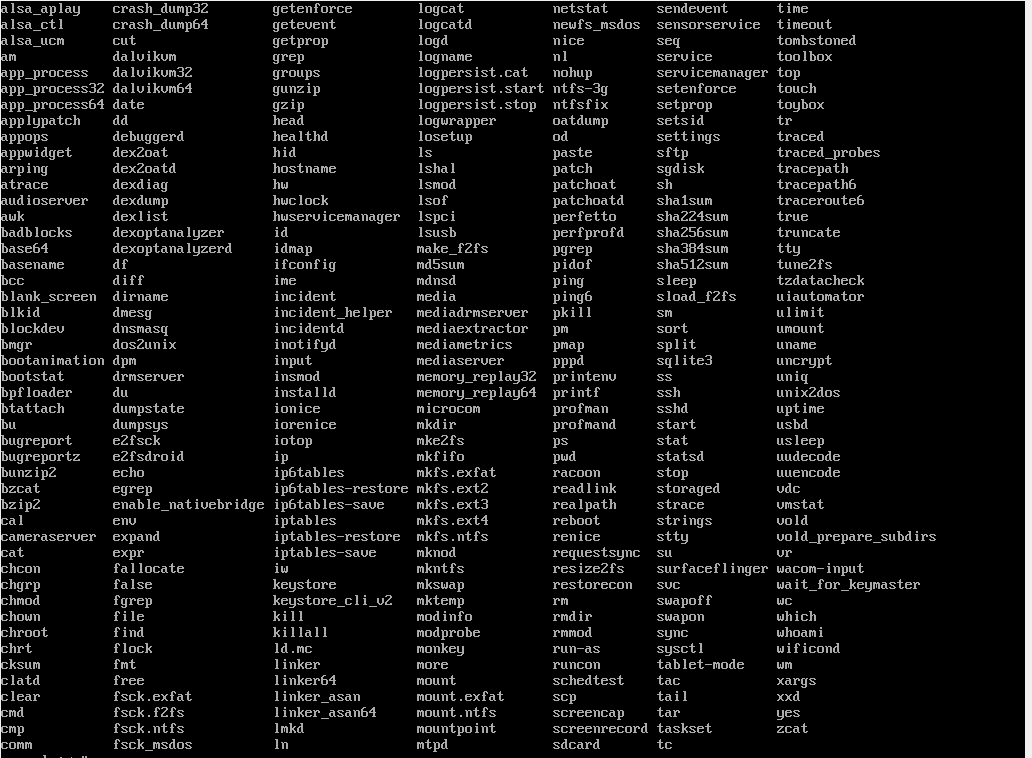 alsa_aplay crash_dump32 getenforce logcat netstat sendevent time
alsa_ctl crash_dump64 getevent logcatd newfs_msdos sensorservice timeout
alsa_ucm cut getprop logd nice seq tombstoned
am dalvikvm grep logname nl service toolbox
app_process dalvikvm32 groups logpersist.cat nohup servicemanager top
app_process32 dalvikvm64 gunzip logpersist.start ntfs-3g setenforce touch
app_process64 date gzip logpersist.stop ntfsfix setprop toybox
applypatch dd head logwrapper oatdump setsid tr
appops debuggerd healthd losetup od settings traced
appwidget dex2oat hid ls paste sftp traced_probes
arping dex2oatd hostname lshal patch sgdisk tracepath
atrace dexdiag hw lsmod patchoat sh tracepath6
audioserver dexdump hwclock lsof patchoatd sha1sum traceroute6
awk dexlist hwservicemanager lspci perfetto sha224sum true
badblocks dexoptanalyzer id lsusb perfprofd sha256sum truncate
base64 dexoptanalyzerd idmap make_f2fs pgrep sha384sum tty
basename df ifconfig md5sum pidof sha512sum tune2fs
bcc diff ime mdnsd ping sleep tzdatacheck
blank_screen dirname incident media ping6 sload_f2fs uiautomator
blkid dmesg incident_helper mediadrmserver pkill sm ulimit
blockdev dnsmasq incidentd mediaextractor pm sort umount
bmgr dos2unix inotifyd mediametrics pmap split uname
bootanimation dpm input mediaserver pppd sqlite3 uncrypt
bootstat drmserver insmod memory_replay32 printenv ss uniq
bpfloader du installd memory_replay64 printf ssh unix2dos
btattach dumpstate ionice microcom profman sshd uptime
bu dumpsys iorenice mkdir profmand start usbd
bugreport e2fsck iotop mke2fs ps stat usleep
bugreportz e2fsdroid ip mkfifo pwd statsd uudecode
bunzip2 echo ip6tables mkfs.exfat racoon stop uuencode
bzcat egrep ip6tables-restore mkfs.ext2 readlink storaged vdc
bzip2 enable_nativebridge ip6tables-save mkfs.ext3 realpath strace vmstat
cal env iptables mkfs.ext4 reboot strings vold
cameraserver expand iptables-restore mkfs.ntfs renice stty vold_prepare_subdirs
cat expr iptables-save mknod requestsync su vr
chcon fallocate iw mkntfs resize2fs surfaceflinger wacom-input
chgrp false keystore mkswap restorecon svc wait_for_keymaster
chmod fgrep keystore_cli_v2 mktemp rm swapoff wc
chown file kill modinfo rmdir swapon which
chroot find killall modprobe rmmod sync whoami
chrt flock ld.mc monkey run-as sysctl wificond
cksum fmt linker more runcon tablet-mode wm
clatd free linker64 mount schedtest tac xargs
clear fsck.exfat linker_asan mount.exfat scp tail xxd
cmd fsck.f2fs linker_asan64 mount.ntfs screencap tar yes
cmp fsck.ntfs lmkd mountpoint screenrecord taskset zcat
comm fsck_msdos ln mtpd sdcard tc